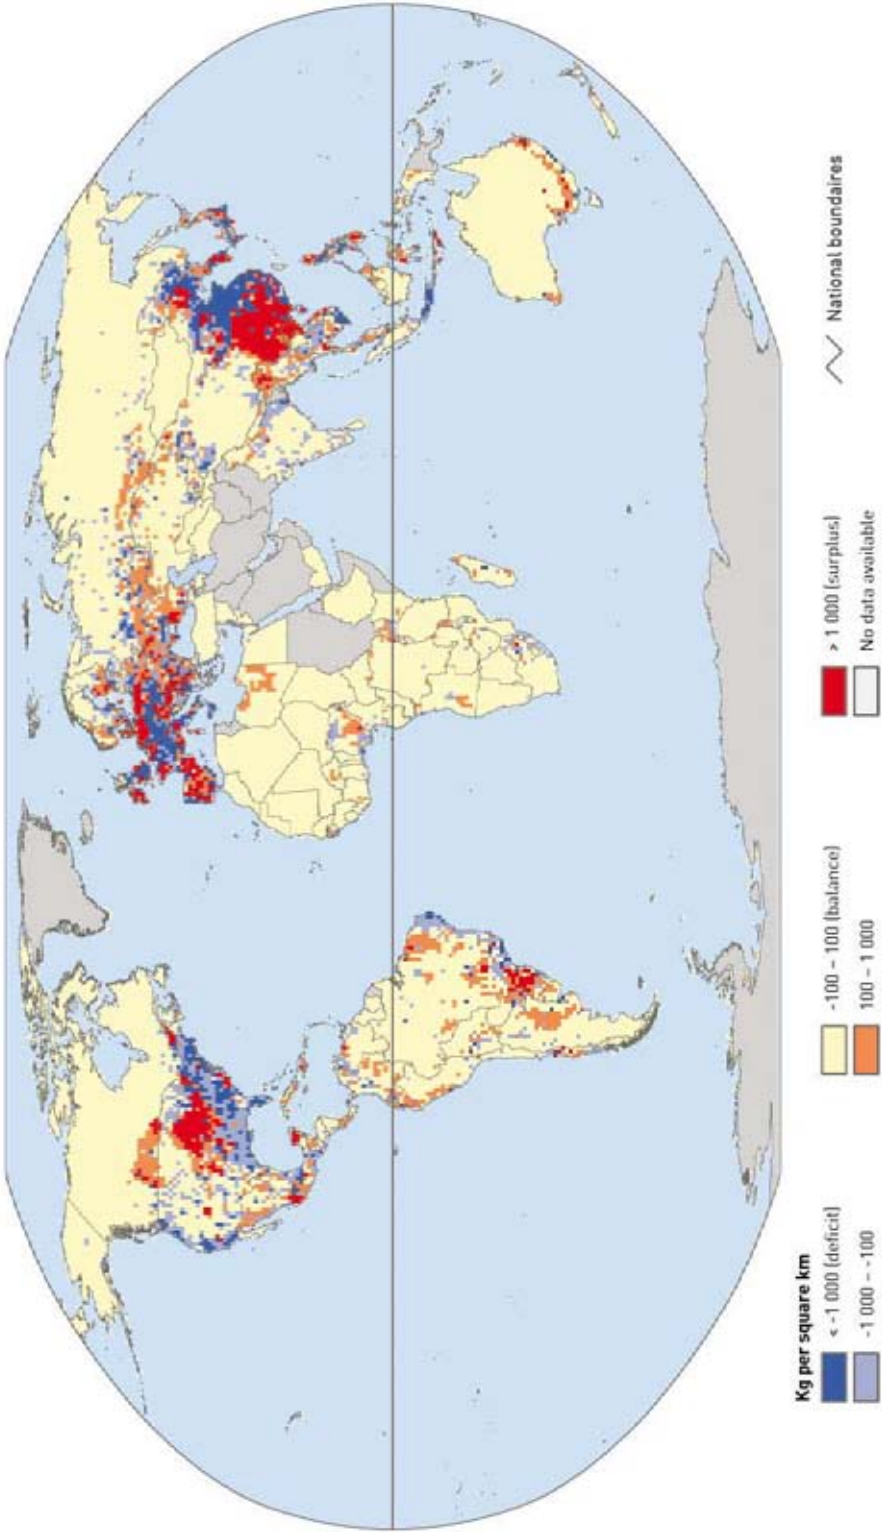 Kg per square km
< -1 000 (deficit)
-1 000 – -100
-100 – 100 (balance)
100 – 1 000
> 1 000 (surplus)
No data available
National boundaires